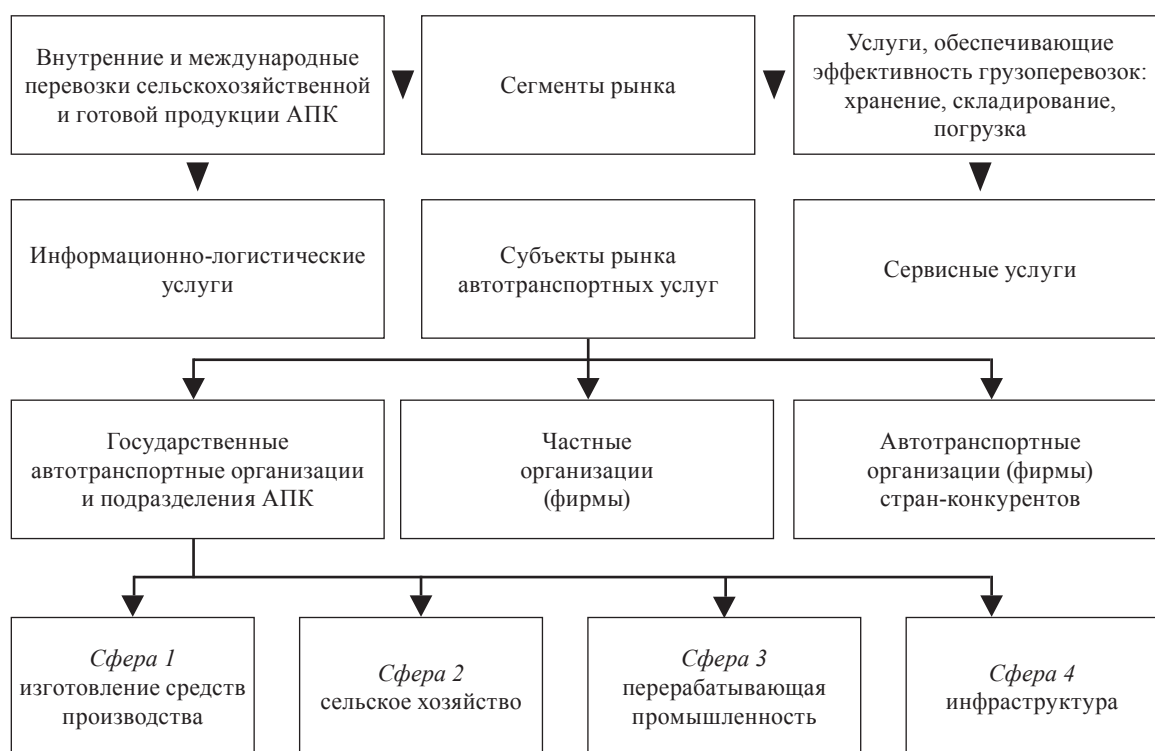 Внутренние и международные
перевозки сельскохозяйственной
и готовой продукции АПК
Сегменты рынка
Услуги, обеспечивающие
эффективность грузоперевозок:
хранение, складирование,
погрузка
Информационно-логистические
услуги
Субъекты рынка
автотранспортных услуг
Сервисные услуги
Государственные
автотранспортные организации
и подразделения АПК
Частные
организации
(фирмы)
Автотранспортные
организации (фирмы)
стран-конкурентов
Сфера 1
изготовление средств
производства
Сфера 2
сельское хозяйство
Сфера 3
перерабатывающая
промышленность
Сфера 4
инфраструктура